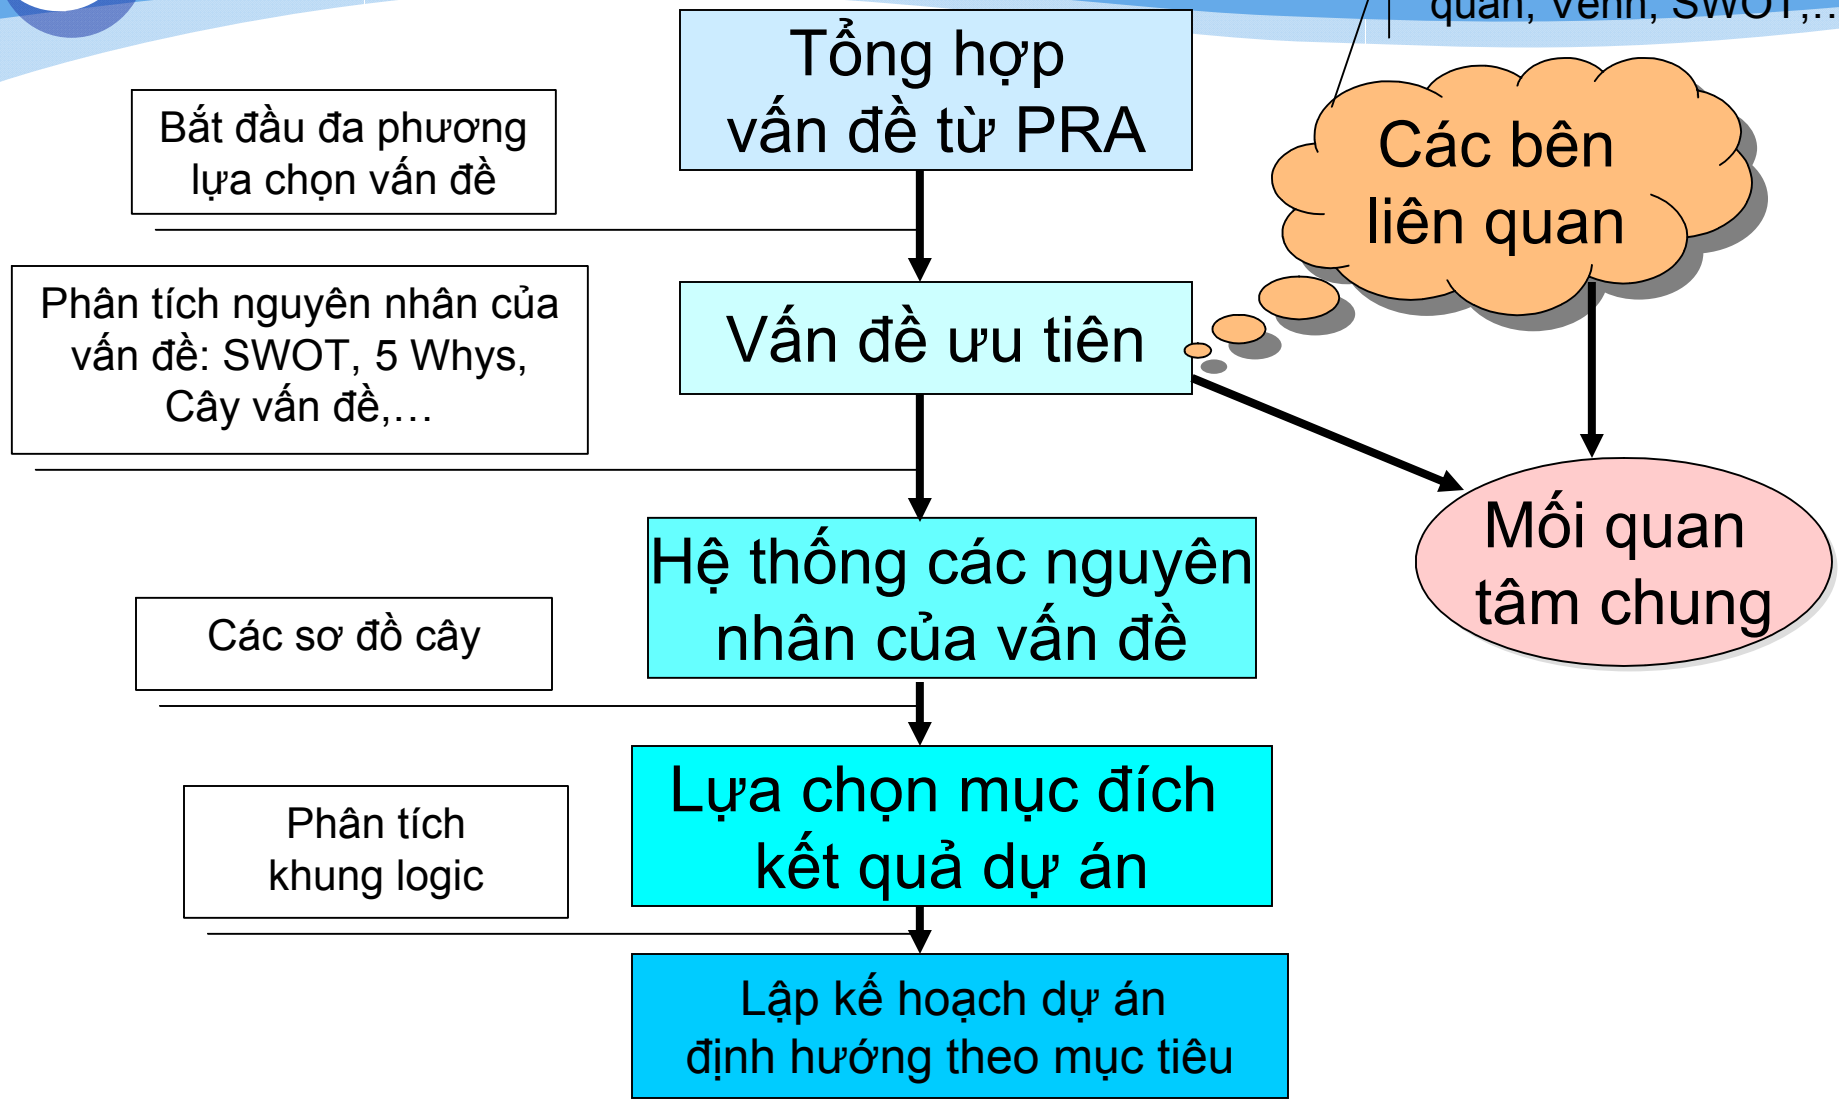 quan, Venn, SWOT,…
Tổng hợp
vấn đề từ PRA
Bắt đầu đa phương
lựa chọn vấn đề
Các bên
liên quan
Phân tích nguyên nhân của
vấn đề: SWOT, 5 Whys,
Cây vấn đề,…
Vấn đề ưu tiên
Mối quan
tâm chung
Hệ thống các nguyên
nhân của vấn đề
Các sơ đồ cây
Lựa chọn mục đích
kết quả dự án
Phân tích
khung logic
Lập kế hoạch dự án
định hướng theo mục tiêu